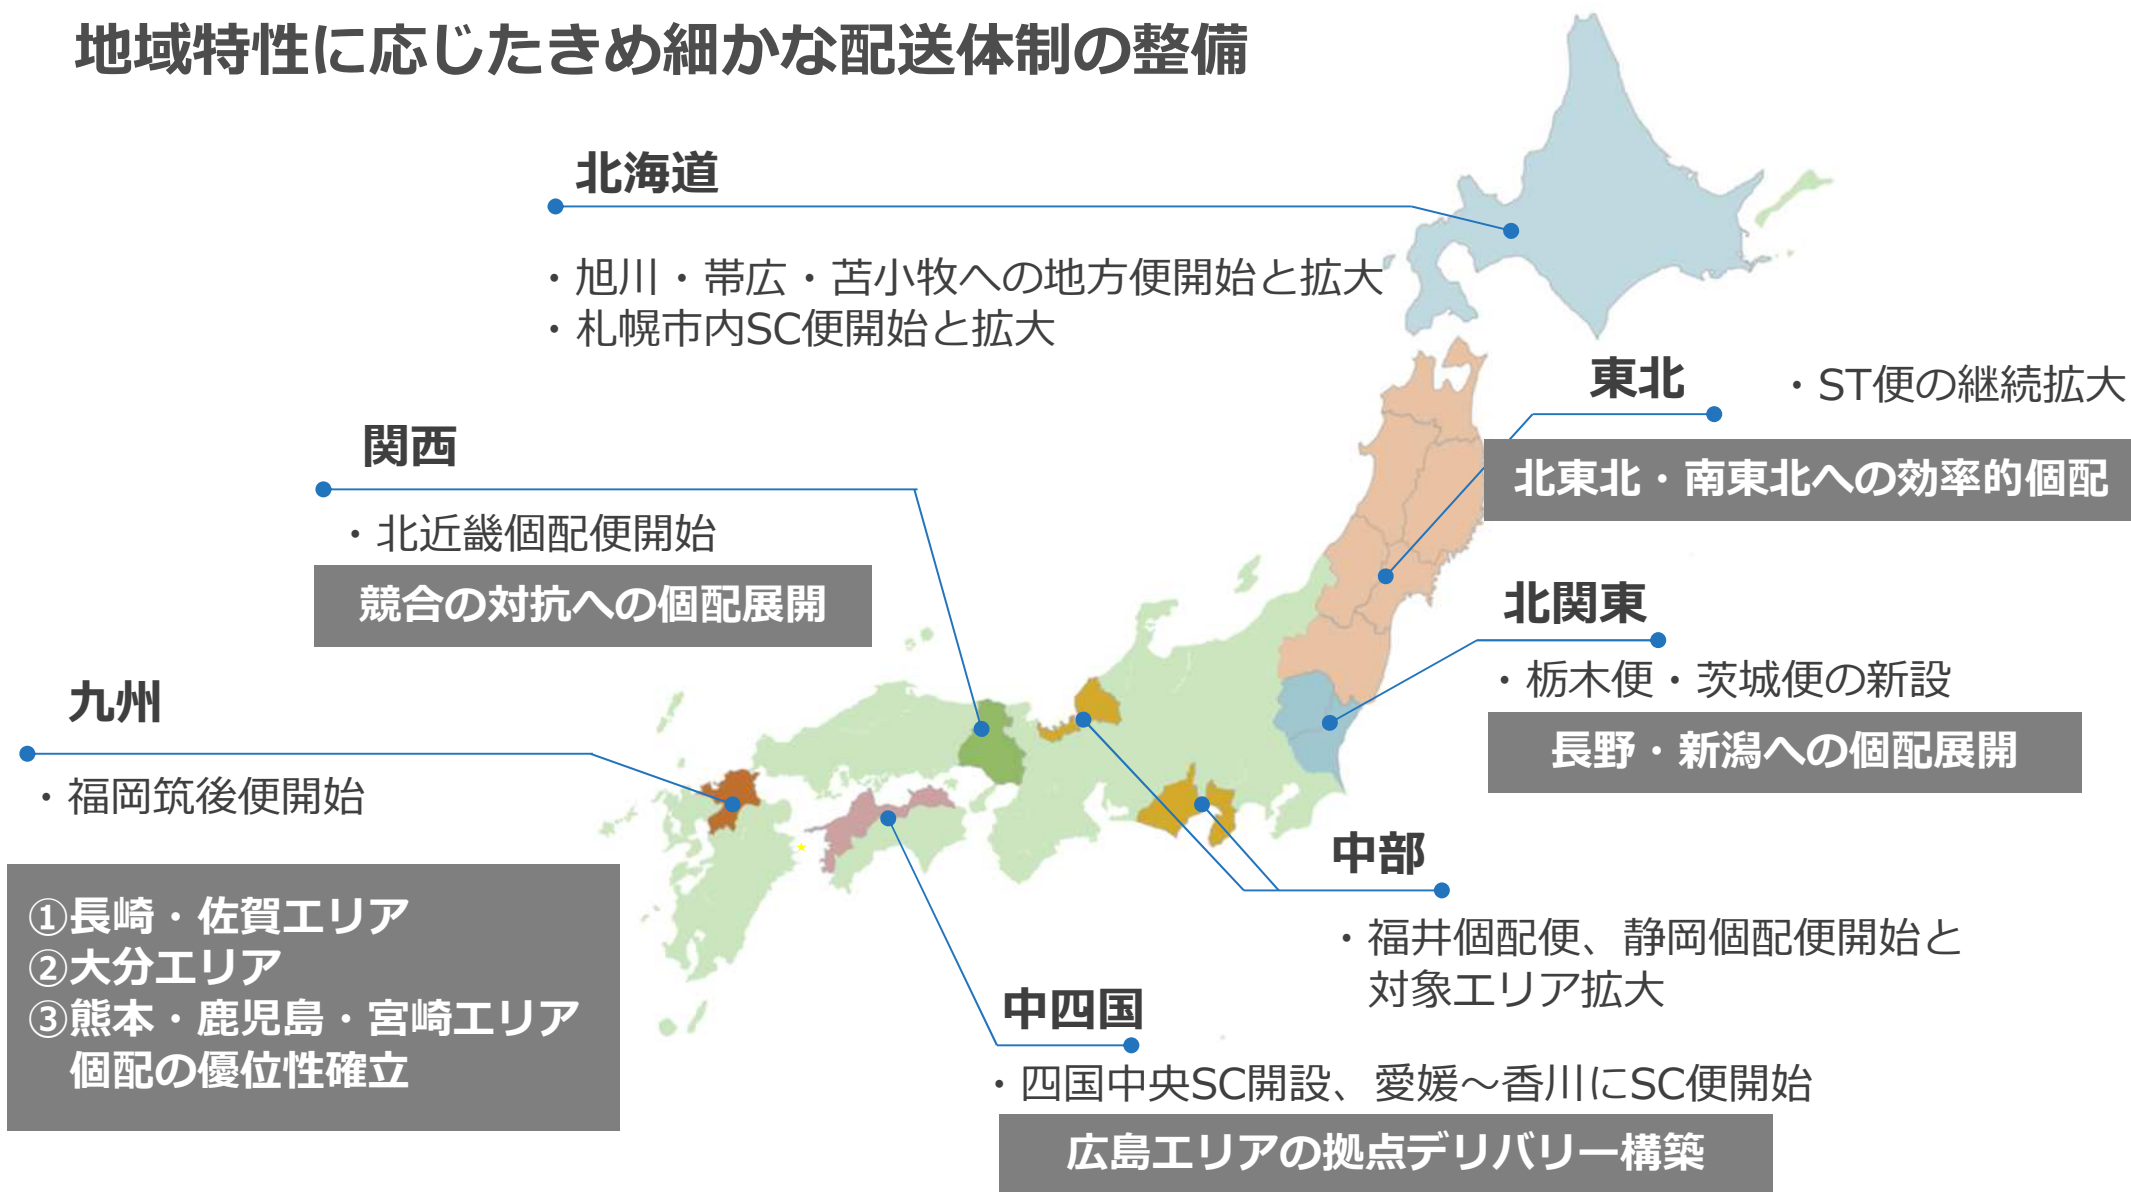 地域特性に応じたきめ細かな配送体制の整備
北海道
・旭川・帯広・苫小牧への地方便開始と拡大
・札幌市内SC便開始と拡大
東北
・ST便の継続拡大
北東北・南東北への効率的個配
関西
・北近畿個配便開始
競合の対抗への個配展開
北関東
・栃木便・茨城便の新設
長野・新潟への個配展開
九州
・福岡筑後便開始
①長崎・佐賀エリア
②大分エリア
③熊本・鹿児島・宮崎エリア
個配の優位性確立
中部
・福井個配便、静岡個配便開始と
対象エリア拡大
中四国
・四国中央SC開設、愛媛～香川にSC便開始
広島エリアの拠点デリバリー構築